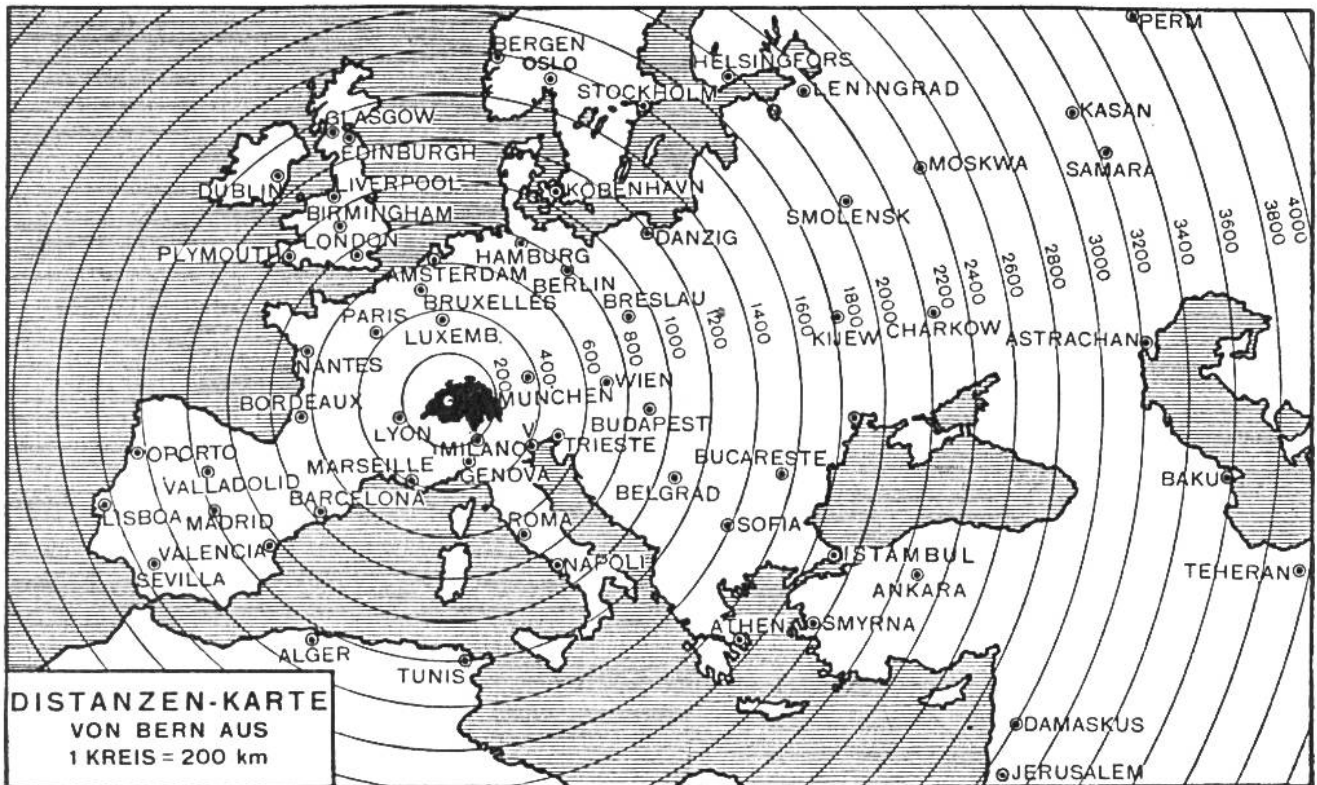 PERM
BERGEN
OSLO
HELSINGFORS
STOCKHOLM
LENINGRAD
KASAN
GLASGOW
EDINBURGH
MOSKWA
SAMARA
DUBLIN
LIVERPOOL
KÖBENHAVN
BIRMINGHAM
SMOLENSK
LONDON
DANZIG
PLYMOUTH
HAMBURG
AMSTERDAM
BERLIN
BRUXELLES
BRESLAU
PARIS
LUXEMB.
KIJEW
CHARKOW
ASTRACHAN
NANTES
200
400
600
800
1000
1200
1400
1600
1800
2000
2200
2400
2600
2800
3000
3200
3400
3600
3800
4000
WIEN
MÜNCHEN
BORDEAUX
LYON
BUDAPEST
V.
TRIESTE
MILANO
OPORTO
MARSEILLE
GENOVA
BUCARESTE
VALLADOLID
BELGRAD
BAKU
BARCELONA
LISBOA
MADRID
ROMA
SOFIA
VALENCIA
ISTAMBUL
NAPOLI
SEVILLA
ANKARA
TEHERAN
ATHEN
SMYRNA
ALGER
TUNIS
DAMASKUS
JERUSALEM
DISTANZEN-KARTE
VON BERN AUS
1 KREIS = 200 km